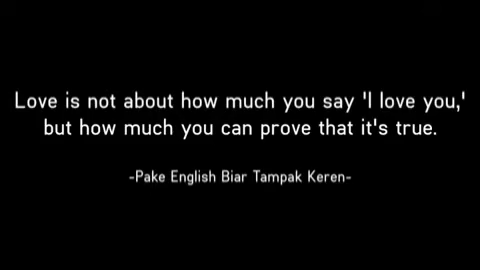 Love is not about how much you say 'I love you,'
but how much you can prove that it's true.
-Pake English Biar Tampak Keren-